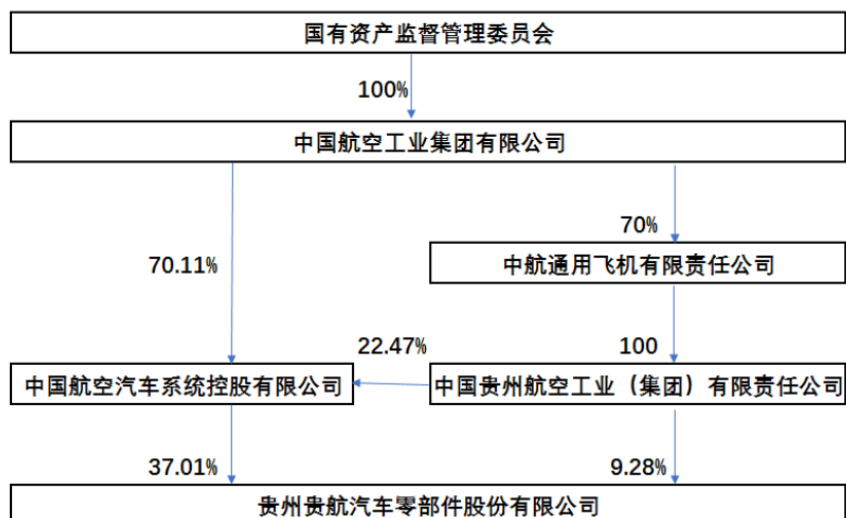 国有资产监督管理委员会
100%
中国航空工业集团有限公司
70%
70.11%
中航通用飞机有限责任公司
22.47%
100
中国航空汽车系统控股有限公司
中国贵州航空工业（集团）有限责任公司
37.01%
9.28%
贵州贵航汽车零部件股份有限公司